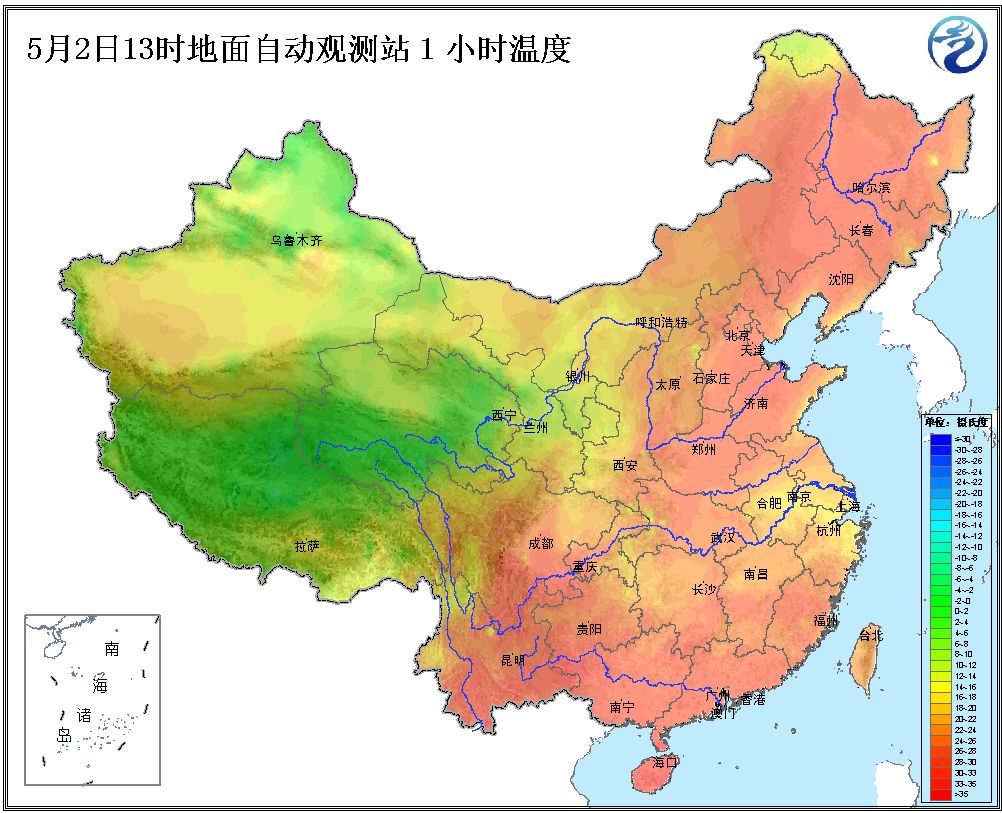 5月2日13时地面自动观测站 1 小时温度
哈尔滨
长春
乌鲁木齐
沈阳
呼和浩特
北京
天津
银川
太原
石家庄
济南
西宁
兰州
郑州
西安
合肥
南京
上海
杭州
成都
武汉
拉萨
重庆
南昌
长沙
福州
贵阳
台北
昆明
南宁
广州
香港
澳门
海口
南
海
诸
岛
单位：摄氏度
≤-30
-30~-28
-28~-26
-26~-24
-24~-22
-22~-20
-20~-18
-18~-16
-16~-14
-14~-12
-12~-10
-10~-8
-8~-6
-6~-4
-4~-2
-2~0
0~2
2~4
4~6
6~8
8~10
10~12
12~14
14~16
16~18
18~20
20~22
22~24
24~26
26~28
28~30
30~33
33~35
>35